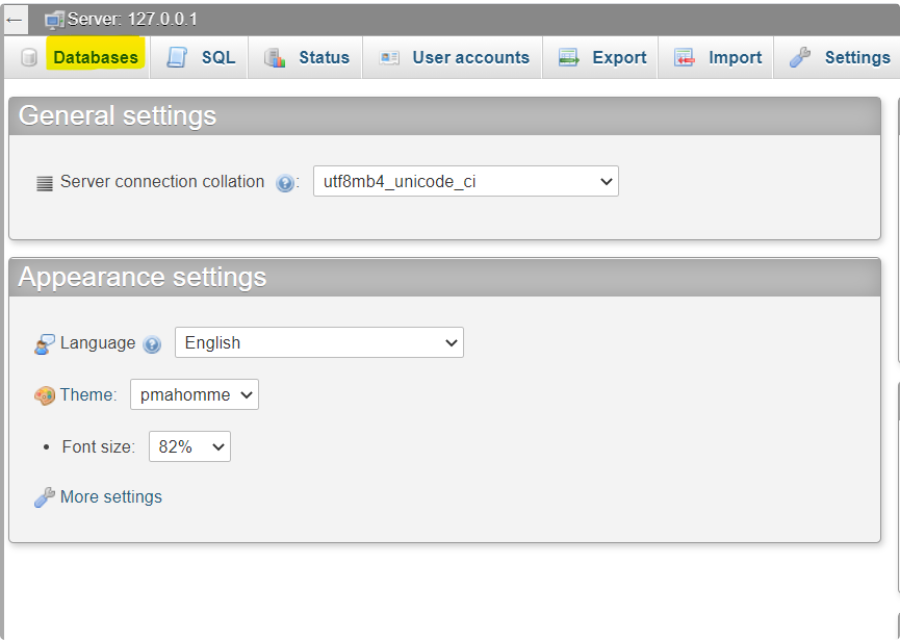 ← Server: 127.0.0.1
Databases SQL Status User accounts Export Import Settings
General settings
Server connection collation ? : utf8mb4_unicode_ci
Appearance settings
Language ? English
Theme: pmahomme
• Font size: 82%
More settings